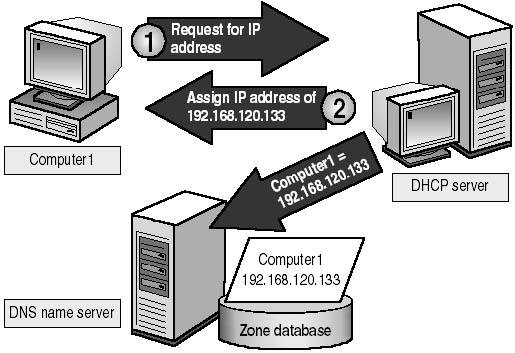 1
Request for IP
address
Assign IP address of
192.168.120.133
2
Computer1
DHCP server
Computer1 =
192.168.120.133
Computer1
192.168.120.133
DNS name server
Zone database